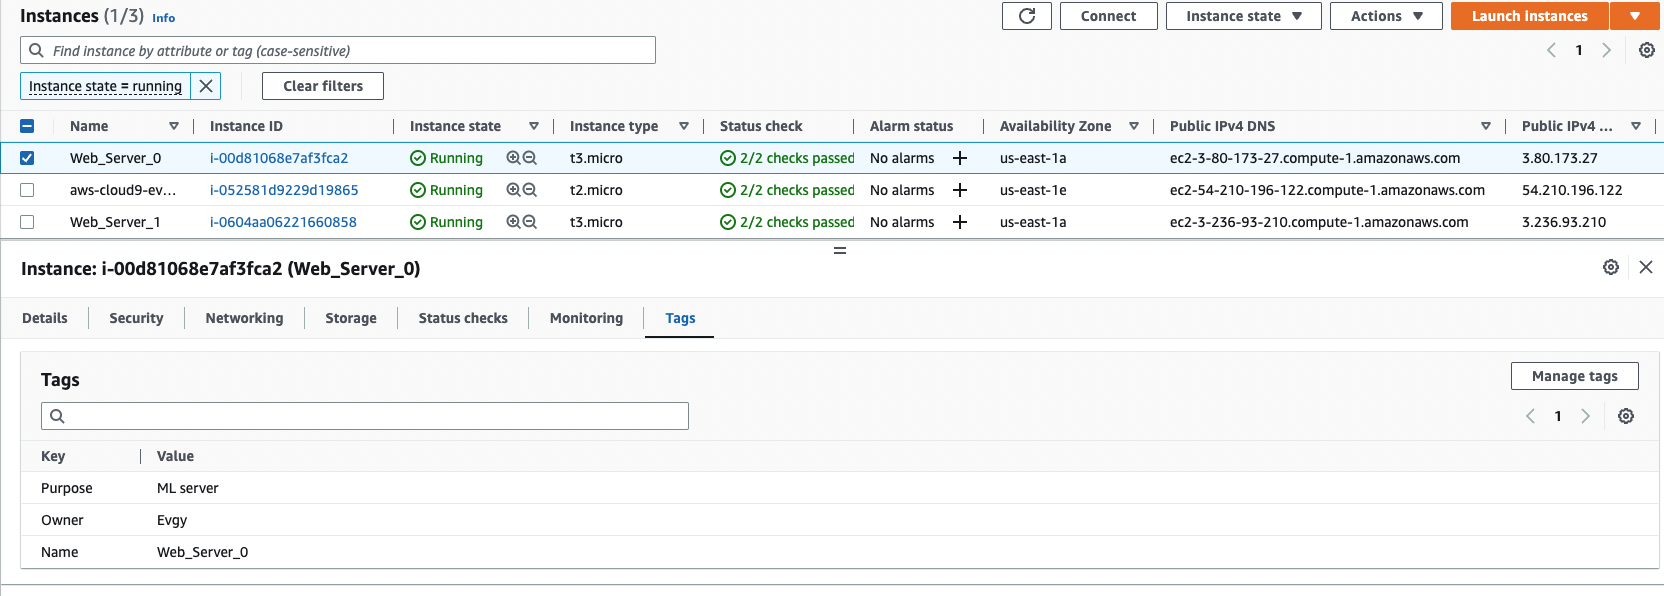 Instances (1/3) Info Connect Instance state Actions Launch instances
Find instance by attribute or tag (case-sensitive) 1
Instance state = running Clear filters
Name Instance ID Instance state Instance type Status check Alarm status Availability Zone Public IPv4 DNS Public IPv4 ...
Web_Server_0 i-00d81068e7af3fca2 Running t3.micro 2/2 checks passed No alarms us-east-1a ec2-3-80-173-27.compute-1.amazonaws.com 3.80.173.27
aws-cloud9-ev... i-052581d9229d19865 Running t2.micro 2/2 checks passed No alarms us-east-1e ec2-54-210-196-122.compute-1.amazonaws.com 54.210.196.122
Web_Server_1 i-0604aa06221660858 Running t3.micro 2/2 checks passed No alarms us-east-1a ec2-3-236-93-210.compute-1.amazonaws.com 3.236.93.210
Instance: i-00d81068e7af3fca2 (Web_Server_0)
Details Security Networking Storage Status checks Monitoring Tags
Tags Manage tags
1
Key Value
Purpose ML server
Owner Evgy
Name Web_Server_0